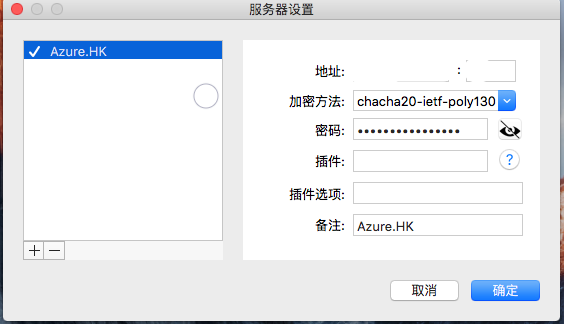 服务器设置
Azure.HK
地址:
:
加密方法: chacha20-ietf-poly130
密码: ••••••••••••••••
插件:
?
插件选项:
备注: Azure.HK
取消 确定